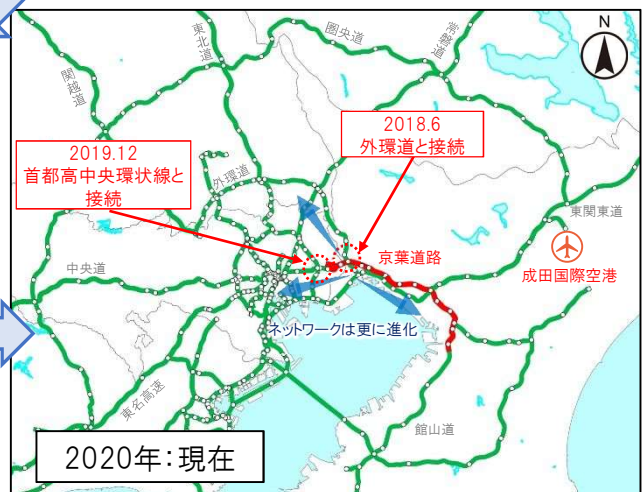 東北道
圏央道
常磐道
N
関越道
2018.6
外環道と接続
2019.12
首都高中央環状線と
接続
外環道
東関東道
京葉道路
成田国際空港
中央道
ネットワークは更に進化
東名高速
館山道
2020年:現在